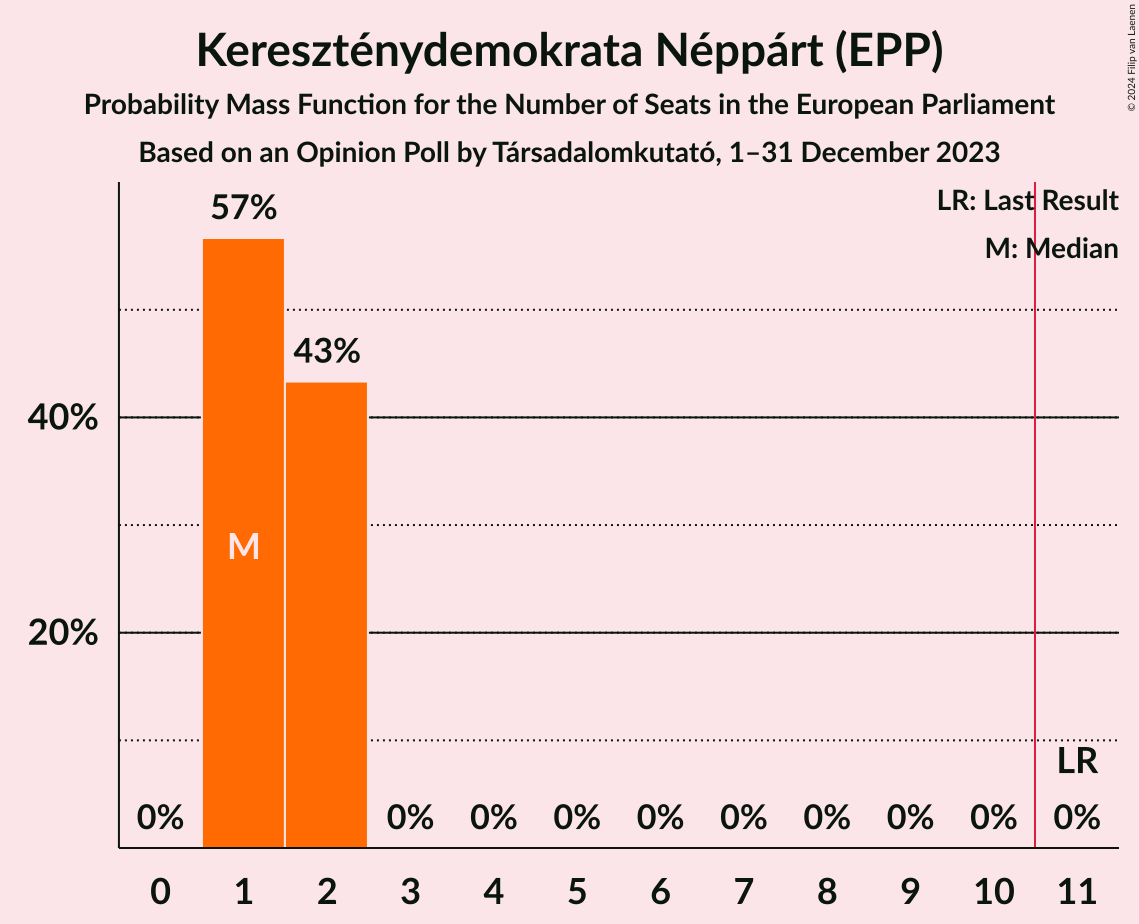 Kereszténydemokrata Néppárt (EPP)
Probability Mass Function for the Number of Seats in the European Parliament
Based on an Opinion Poll by Társadalomkutató, 1–31 December 2023
© 2024 Filip van Laenen
LR: Last Result
M: Median
57%
43%
40%
M
20%
LR
0% 0% 0% 0% 0% 0% 0% 0% 0% 0%
0 1 2 3 4 5 6 7 8 9 10 11